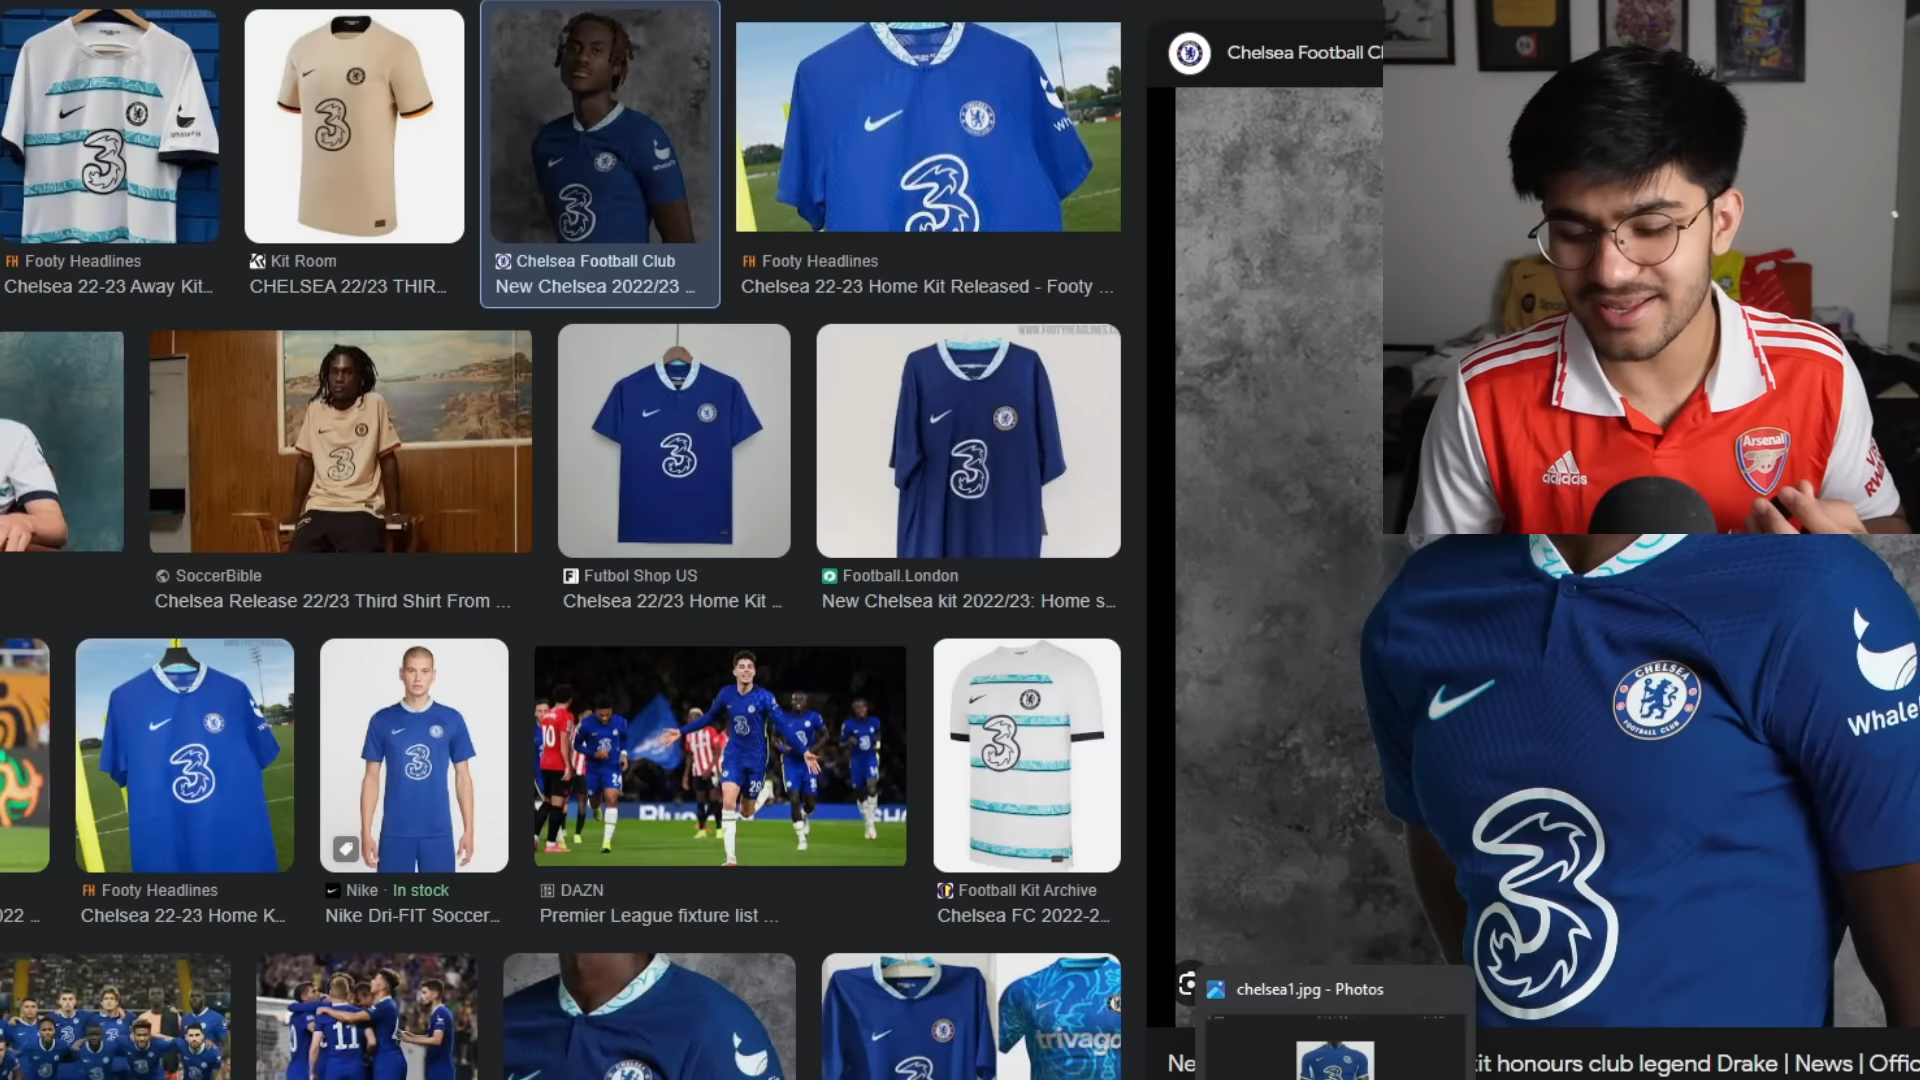 Footy Headlines
Chelsea 22-23 Away Kit...
Kit Room
CHELSEA 22/23 THIR...
Chelsea Football Club
New Chelsea 2022/23 ...
Footy Headlines
Chelsea 22-23 Home Kit Released - Footy ...
Chelsea Football Cl
SoccerBible
Chelsea Release 22/23 Third Shirt From ...
Futbol Shop US
Chelsea 22/23 Home Kit ...
Football.London
New Chelsea kit 2022/23: Home s...
022 ...
Footy Headlines
Chelsea 22-23 Home K...
Nike · In stock
Nike Dri-FIT Soccer...
DAZN
Premier League fixture list ...
Football Kit Archive
Chelsea FC 2022-2...
Arsenal
adidas
CHELSEA
FOOTBALL CLUB
Whale
3
11
trivago
chelsea1.jpg - Photos
Ne
kit honours club legend Drake | News | Offic